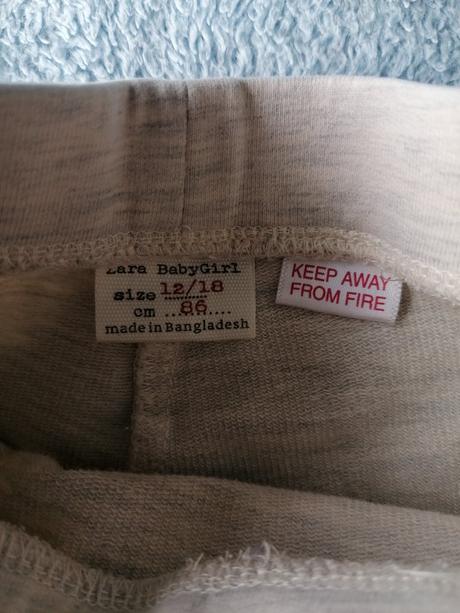 Zara BabyGirl
size 12/18
cm 86
made in Bangladesh
KEEP AWAY
FROM FIRE